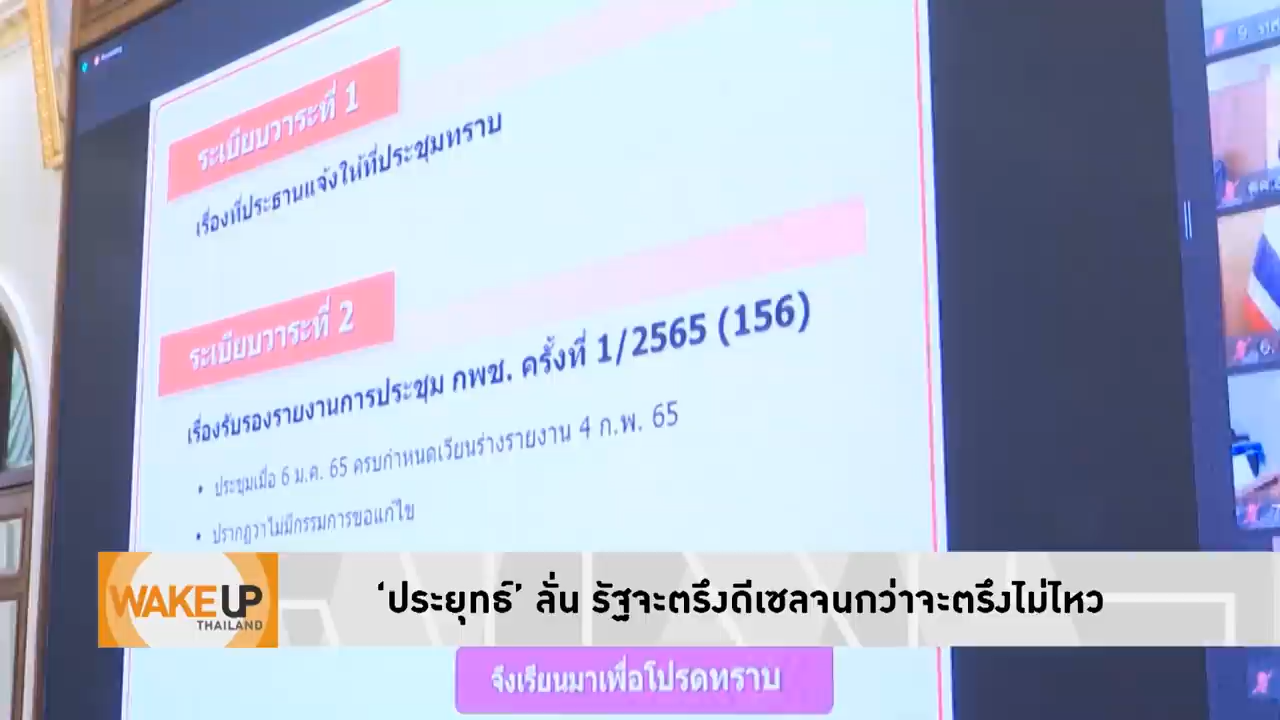 ระเบียบวาระที่ 1
เรื่องที่ประธานแจ้งให้ที่ประชุมทราบ
ระเบียบวาระที่ 2
เรื่องรับรองรายงานการประชุม กพช. ครั้งที่ 1/2565 (156)
• ประชุมเมื่อ 6 ม.ค. 65 ครบกำหนดเวียนร่างรายงาน 4 ก.พ. 65
• ปรากฏว่าไม่มีกรรมการขอแก้ไข
WAKE UP
THAILAND
‘ประยุทธ์’ ลั่น รัฐจะตรึงดีเซลจนกว่าจะตรึงไม่ไหว
จึงเรียนมาเพื่อโปรดทราบ